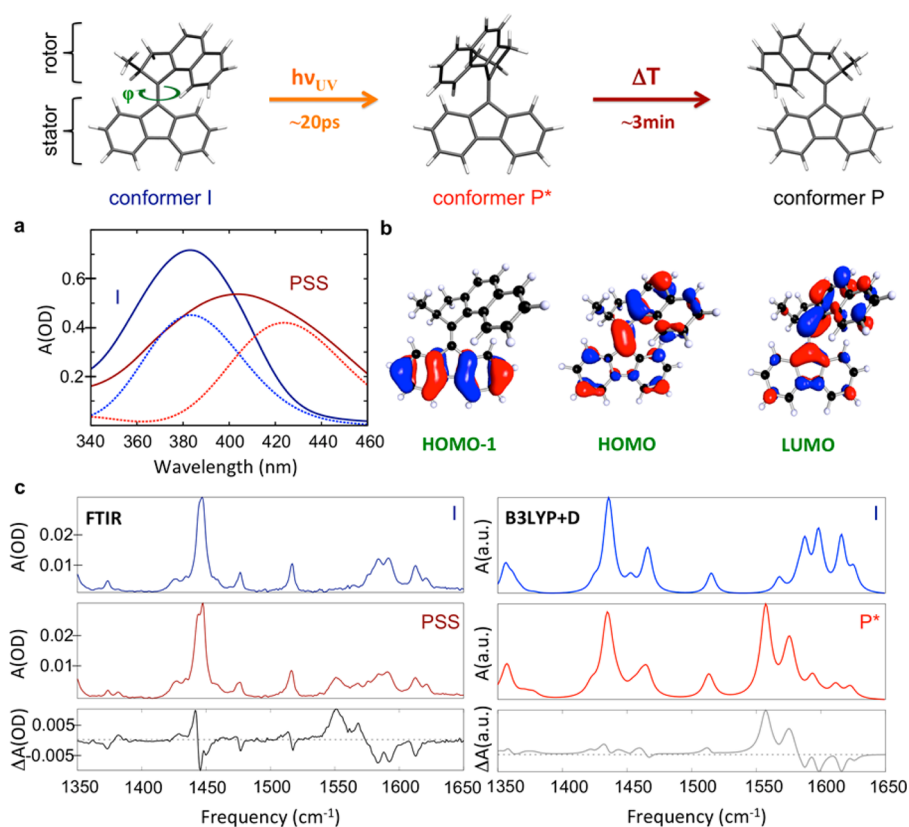 rotor
stator
φ
hνUV
~20ps
ΔT
~3min
conformer I
conformer P*
conformer P
a
A(OD)
0.6
0.4
0.2
I
PSS
340 360 380 400 420 440 460
Wavelength (nm)
b
HOMO-1
HOMO
LUMO
c
FTIR
I
A(OD)
0.02
0.01
PSS
A(OD)
0.02
0.01
ΔA(OD)
0.005
-0.005
1350 1400 1450 1500 1550 1600 1650
Frequency (cm-1)
B3LYP+D
I
A(a.u.)
P*
A(a.u.)
ΔA(a.u.)
1350 1400 1450 1500 1550 1600 1650
Frequency (cm-1)